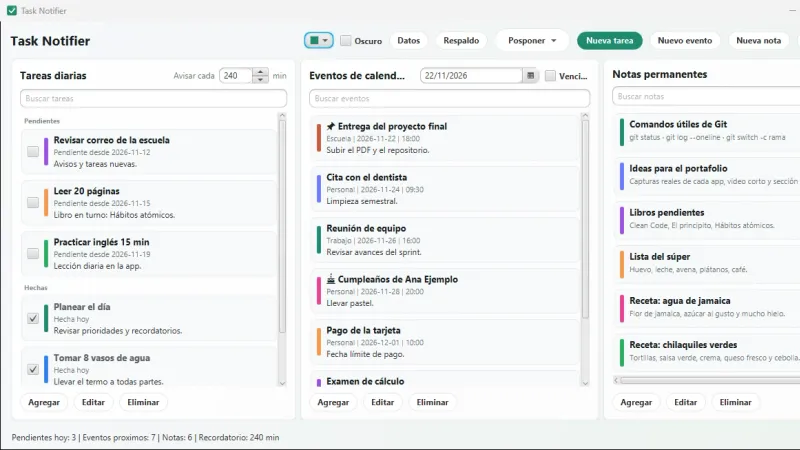 Task Notifier
Task Notifier
Oscuro
Datos
Respaldo
Posponer
Nueva tarea
Nuevo evento
Nueva nota
Tareas diarias
Avisar cada
240
min
Buscar tareas
Pendientes
Revisar correo de la escuela
Pendiente desde 2026-11-12
Avisos y tareas nuevas.
Leer 20 páginas
Pendiente desde 2026-11-15
Libro en turno: Hábitos atómicos.
Practicar inglés 15 min
Pendiente desde 2026-11-19
Lección diaria en la app.
Hechas
Planear el día
Hecha hoy
Revisar prioridades y recordatorios.
Tomar 8 vasos de agua
Hecha hoy
Llevar el termo a todas partes.
Agregar
Editar
Eliminar
Eventos de calend...
22/11/2026
Venci...
Buscar eventos
Entrega del proyecto final
Escuela | 2026-11-22 | 18:00
Subir el PDF y el repositorio.
Cita con el dentista
Personal | 2026-11-24 | 09:30
Limpieza semestral.
Reunión de equipo
Trabajo | 2026-11-26 | 16:00
Revisar avances del sprint.
Cumpleaños de Ana Ejemplo
Personal | 2026-11-28 | 20:00
Llevar pastel.
Pago de la tarjeta
Personal | 2026-12-01 | 10:00
Fecha límite de pago.
Examen de cálculo
Agregar
Editar
Eliminar
Notas permanentes
Buscar notas
Comandos útiles de Git
git status · git log --oneline · git switch -c rama
Ideas para el portafolio
Capturas reales de cada app, video corto y sección
Libros pendientes
Clean Code, El principito, Hábitos atómicos.
Lista del súper
Huevo, leche, avena, plátanos, café.
Receta: agua de jamaica
Flor de jamaica, azúcar al gusto y mucho hielo.
Receta: chilaquiles verdes
Tortillas, salsa verde, crema, queso fresco y cebolla.
Agregar
Editar
Eliminar
Pendientes hoy: 3 | Eventos proximos: 7 | Notas: 6 | Recordatorio: 240 min